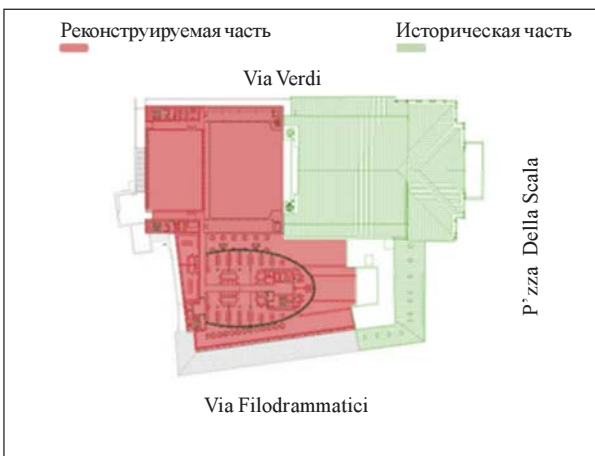 Реконструируемая часть
Историческая часть
Via Verdi
P’zza Della Scala
Via Filodrammatici